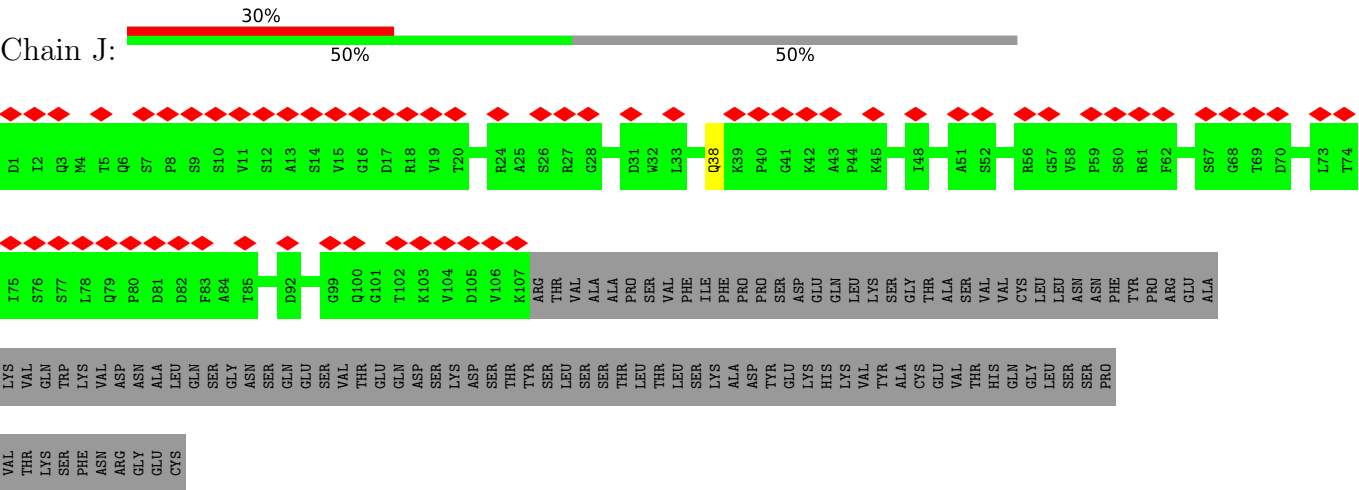 30%
Chain J:
50% 50%
D1 I2 Q3 M4 T5 Q6 S7 P8 S9 S10 V11 S12 A13 S14 V15 G16 D17 R18 V19 T20 R24 A25 S26 R27 G28 D31 W32 L33 Q38 K39 P40 G41 K42 A43 P44 K45 I48 A51 S52 R56 G57 V58 P59 S60 R61 F62 S67 G68 T69 D70 L73 T74
I75 S76 S77 L78 Q79 P80 D81 D82 F83 A84 T85 D92 G99 Q100 G101 T102 K103 V104 D105 V106 K107 ARG THR VAL ALA ALA PRO SER VAL PHE ILE PHE PRO PRO SER ASP GLU GLN LEU LYS SER GLY THR ALA SER VAL VAL CYS LEU LEU ASN ASN PHE TYR PRO ARG GLU ALA
LYS VAL GLN TRP LYS VAL ASP ASN ALA LEU GLN SER GLY ASN SER GLN GLU SER VAL THR GLU GLN ASP SER LYS ASP SER THR TYR SER LEU SER SER THR LEU THR LEU SER LYS ALA ASP TYR GLU LYS HIS LYS VAL TYR ALA CYS GLU VAL THR HIS GLN GLY LEU SER SER PRO
VAL THR LYS SER PHE ASN ARG GLY GLU CYS